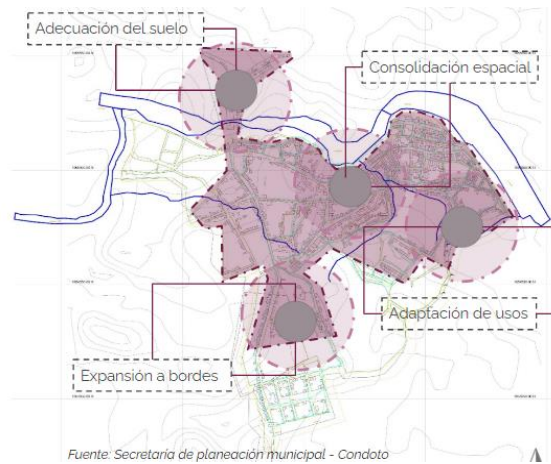 Adecuación del suelo
Consolidación espacial
Adaptación de usos
Expansión a bordes
Fuente: Secretaría de planeación municipal - Condoto